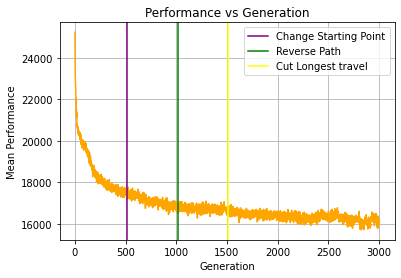 Performance vs Generation
Change Starting Point
Reverse Path
Cut Longest travel
Mean Performance
24000
22000
20000
18000
16000
0
500
1000
1500
2000
2500
3000
Generation